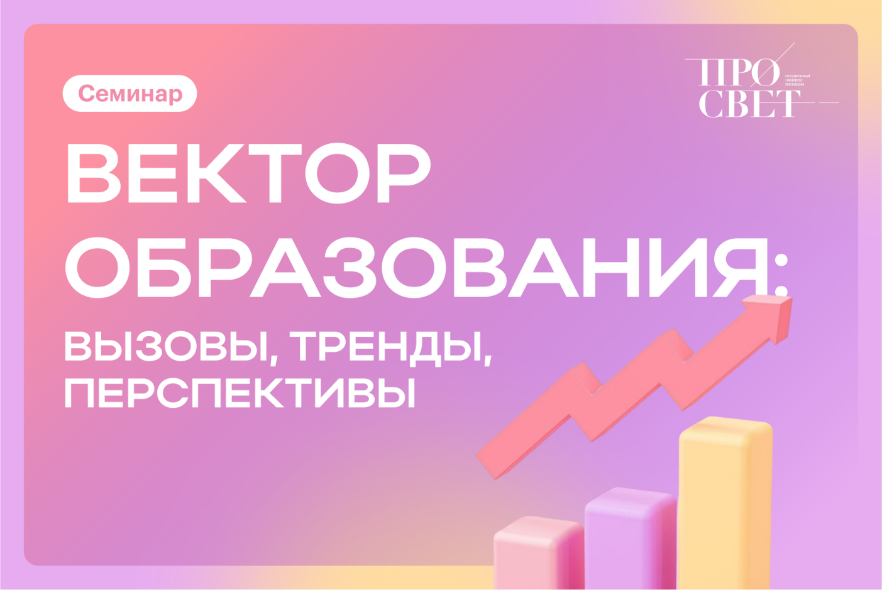 Семинар
ПРО
СВЕТ
ВЕКТОР
ОБРАЗОВАНИЯ:
ВЫЗОВЫ, ТРЕНДЫ,
ПЕРСПЕКТИВЫ